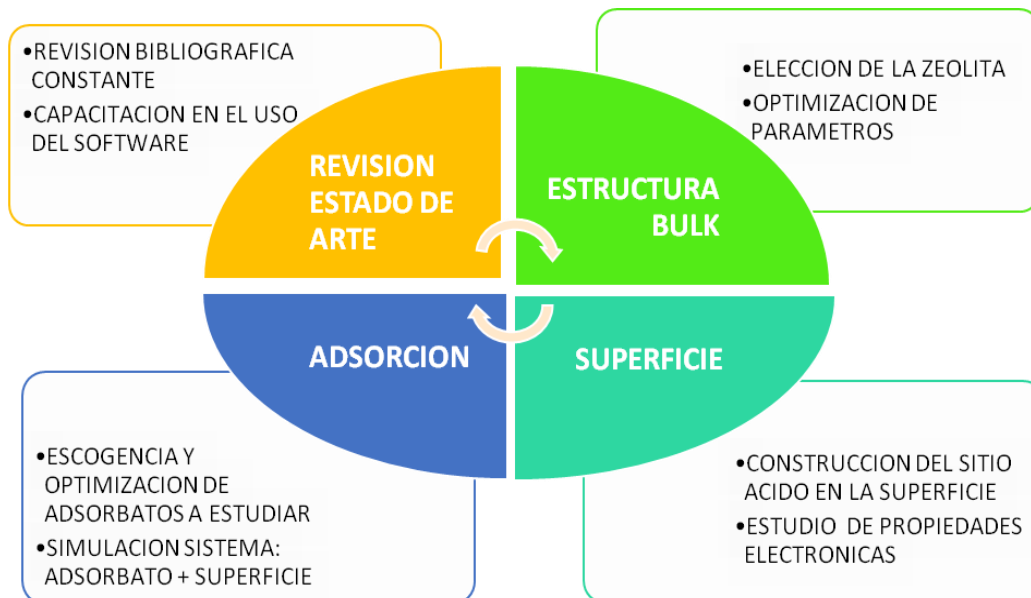 •REVISION BIBLIOGRAFICA
CONSTANTE
•CAPACITACION EN EL USO
DEL SOFTWARE
REVISION
ESTADO DE
ARTE
•ELECCION DE LA ZEOLITA
•OPTIMIZACION DE
PARAMETROS
ESTRUCTURA
BULK
ADSORCION
•ESCOGENCIA Y
OPTIMIZACION DE
ADSORBATOS A ESTUDIAR
•SIMULACION SISTEMA:
ADSORBATO + SUPERFICIE
SUPERFICIE
•CONSTRUCCION DEL SITIO
ACIDO EN LA SUPERFICIE
•ESTUDIO DE PROPIEDADES
ELECTRONICAS